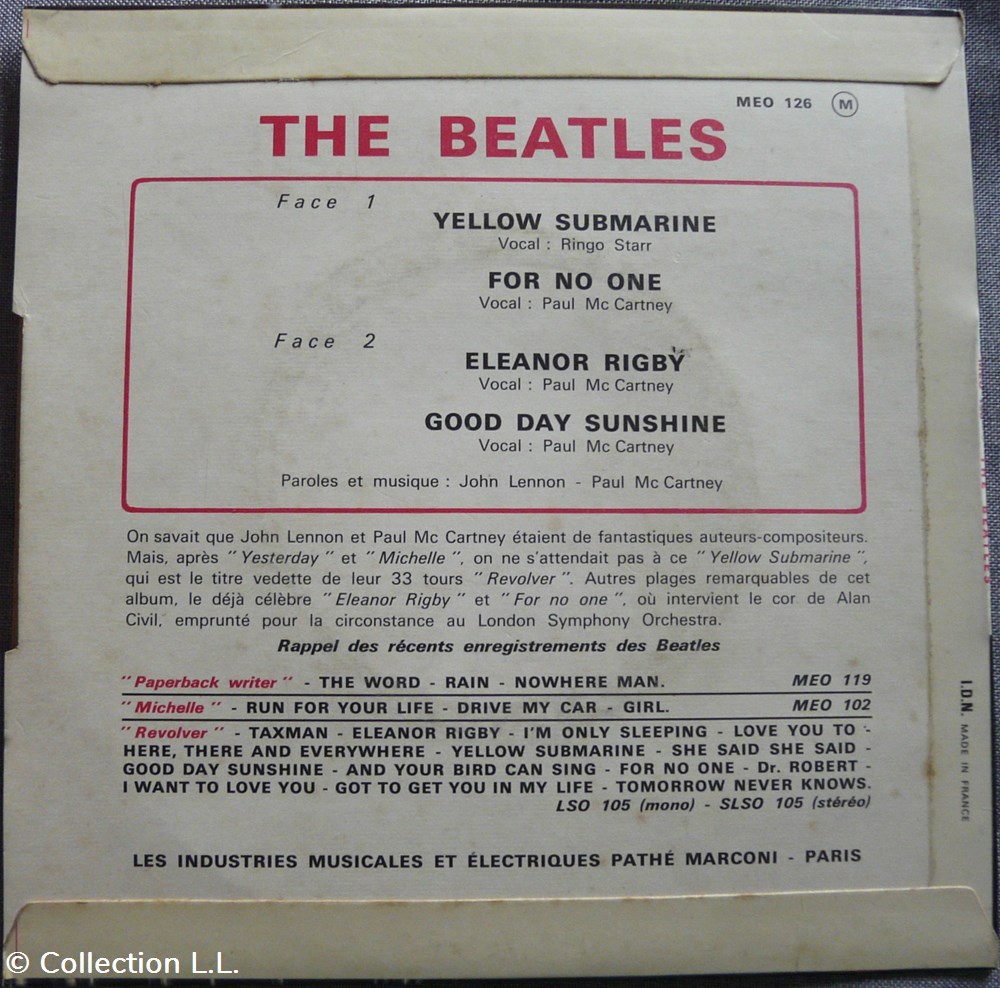 MEO 126 M
THE BEATLES
Face 1
YELLOW SUBMARINE
Vocal : Ringo Starr
FOR NO ONE
Vocal : Paul Mc Cartney
Face 2
ELEANOR RIGBY
Vocal : Paul Mc Cartney
GOOD DAY SUNSHINE
Vocal : Paul Mc Cartney
Paroles et musique : John Lennon - Paul Mc Cartney
On savait que John Lennon et Paul Mc Cartney étaient de fantastiques auteurs-compositeurs.
Mais, après "Yesterday" et "Michelle", on ne s'attendait pas à ce "Yellow Submarine",
qui est le titre vedette de leur 33 tours "Revolver". Autres plages remarquables de cet
album, le déjà célèbre "Eleanor Rigby" et "For no one", où intervient le cor de Alan
Civil, emprunté pour la circonstance au London Symphony Orchestra.
Rappel des récents enregistrements des Beatles
"Paperback writer" - THE WORD - RAIN - NOWHERE MAN. MEO 119
"Michelle" - RUN FOR YOUR LIFE - DRIVE MY CAR - GIRL. MEO 102
"Revolver" - TAXMAN - ELEANOR RIGBY - I'M ONLY SLEEPING - LOVE YOU TO -
HERE, THERE AND EVERYWHERE - YELLOW SUBMARINE - SHE SAID SHE SAID -
GOOD DAY SUNSHINE - AND YOUR BIRD CAN SING - FOR NO ONE - Dr. ROBERT -
I WANT TO LOVE YOU - GOT TO GET YOU IN MY LIFE - TOMORROW NEVER KNOWS.
LSO 105 (mono) - SLSO 105 (stéréo)
LES INDUSTRIES MUSICALES ET ÉLECTRIQUES PATHÉ MARCONI - PARIS
I.D.N. MADE IN FRANCE
THE BEATLES
© Collection L.L.